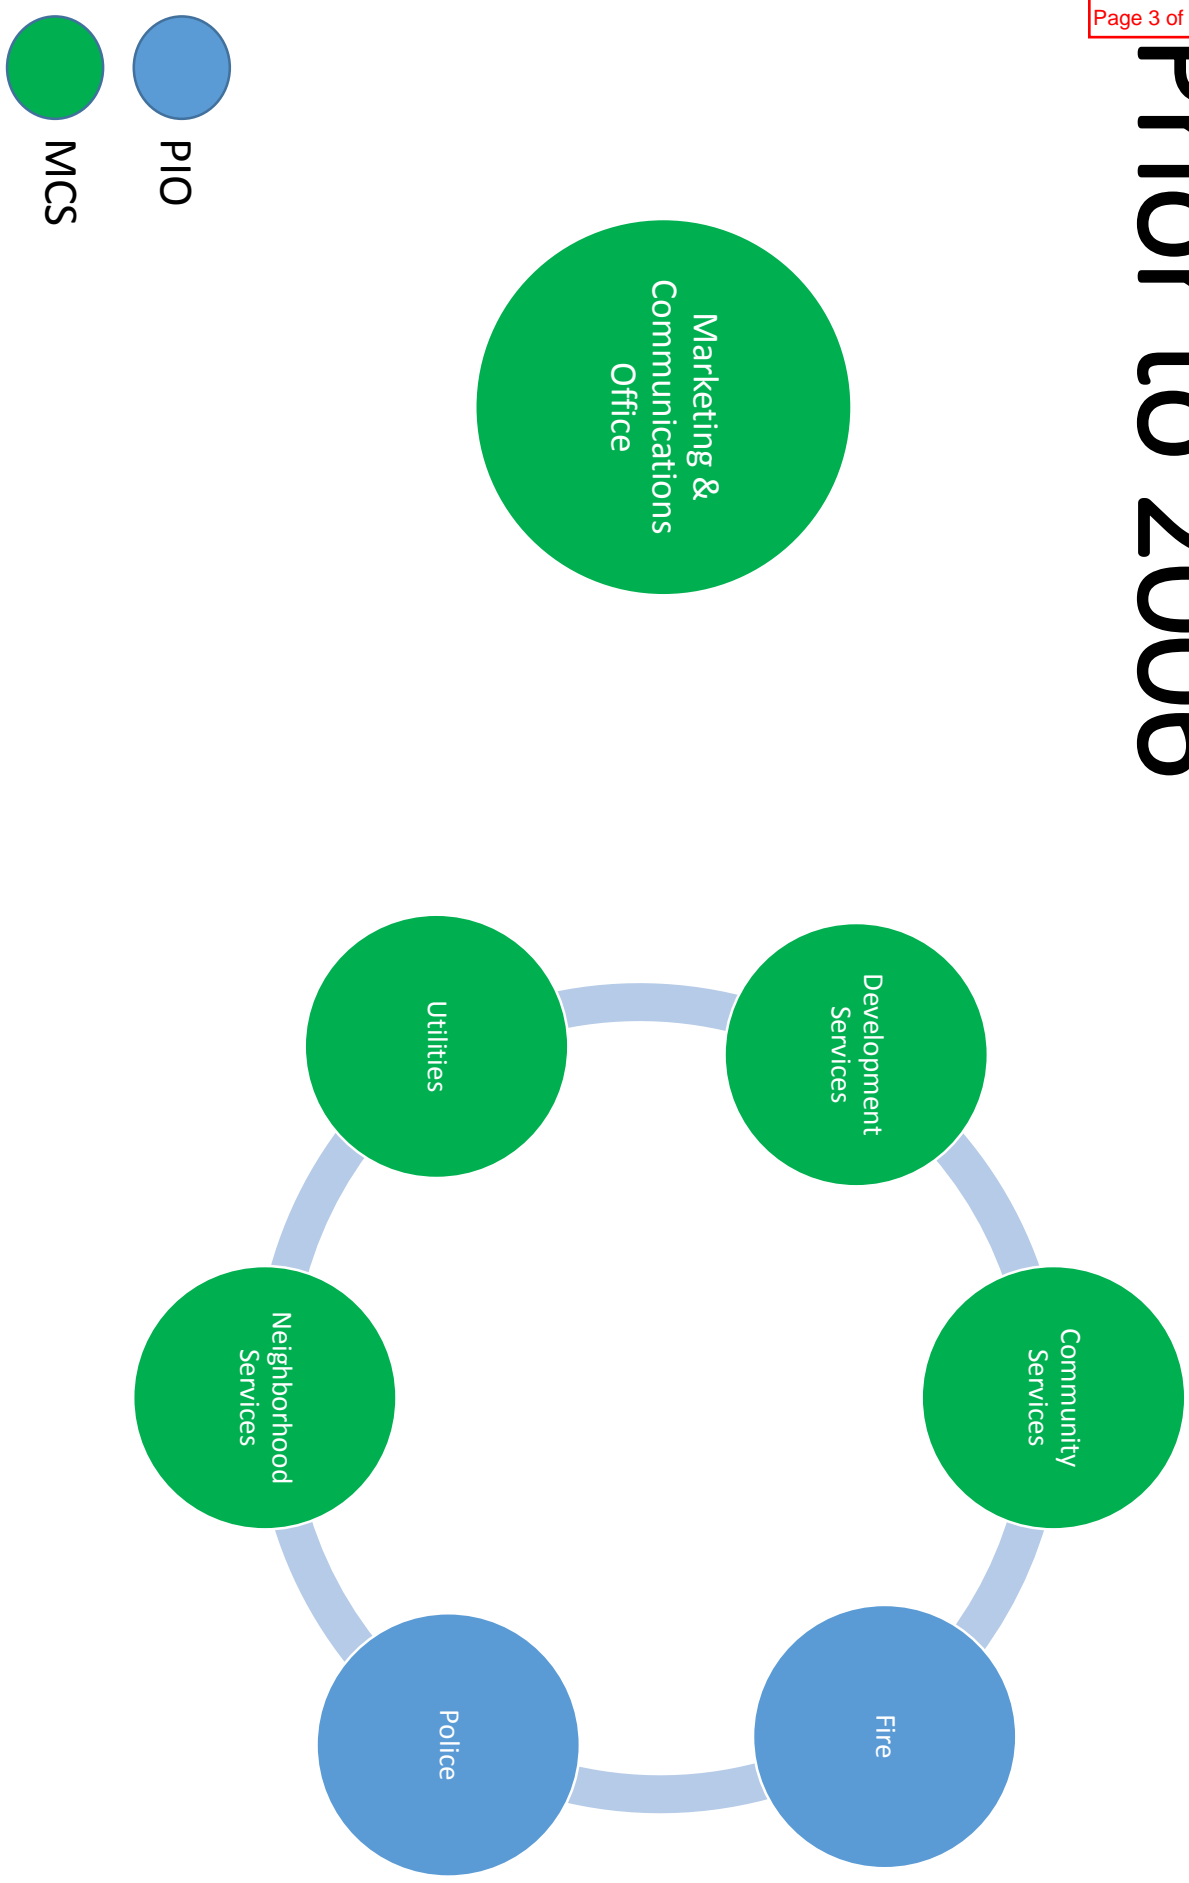 Page 3 of
Prior to 2006
Marketing &
Communications
Office
Development
Services
Community
Services
Fire
Police
Neighborhood
Services
Utilities
PIO
MCS